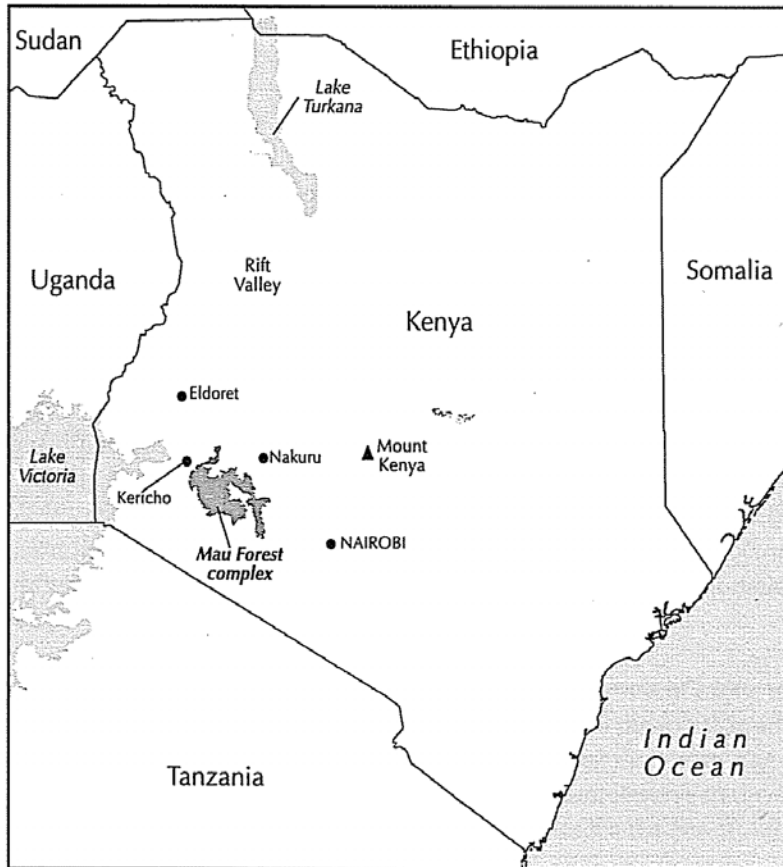 Sudan
Ethiopia
Lake
Turkana
Uganda
Rift
Valley
Somalia
Kenya
Eldoret
Lake
Victoria
Kericho
Nakuru
Mount
Kenya
Mau Forest
complex
NAIROBI
Indian
Ocean
Tanzania